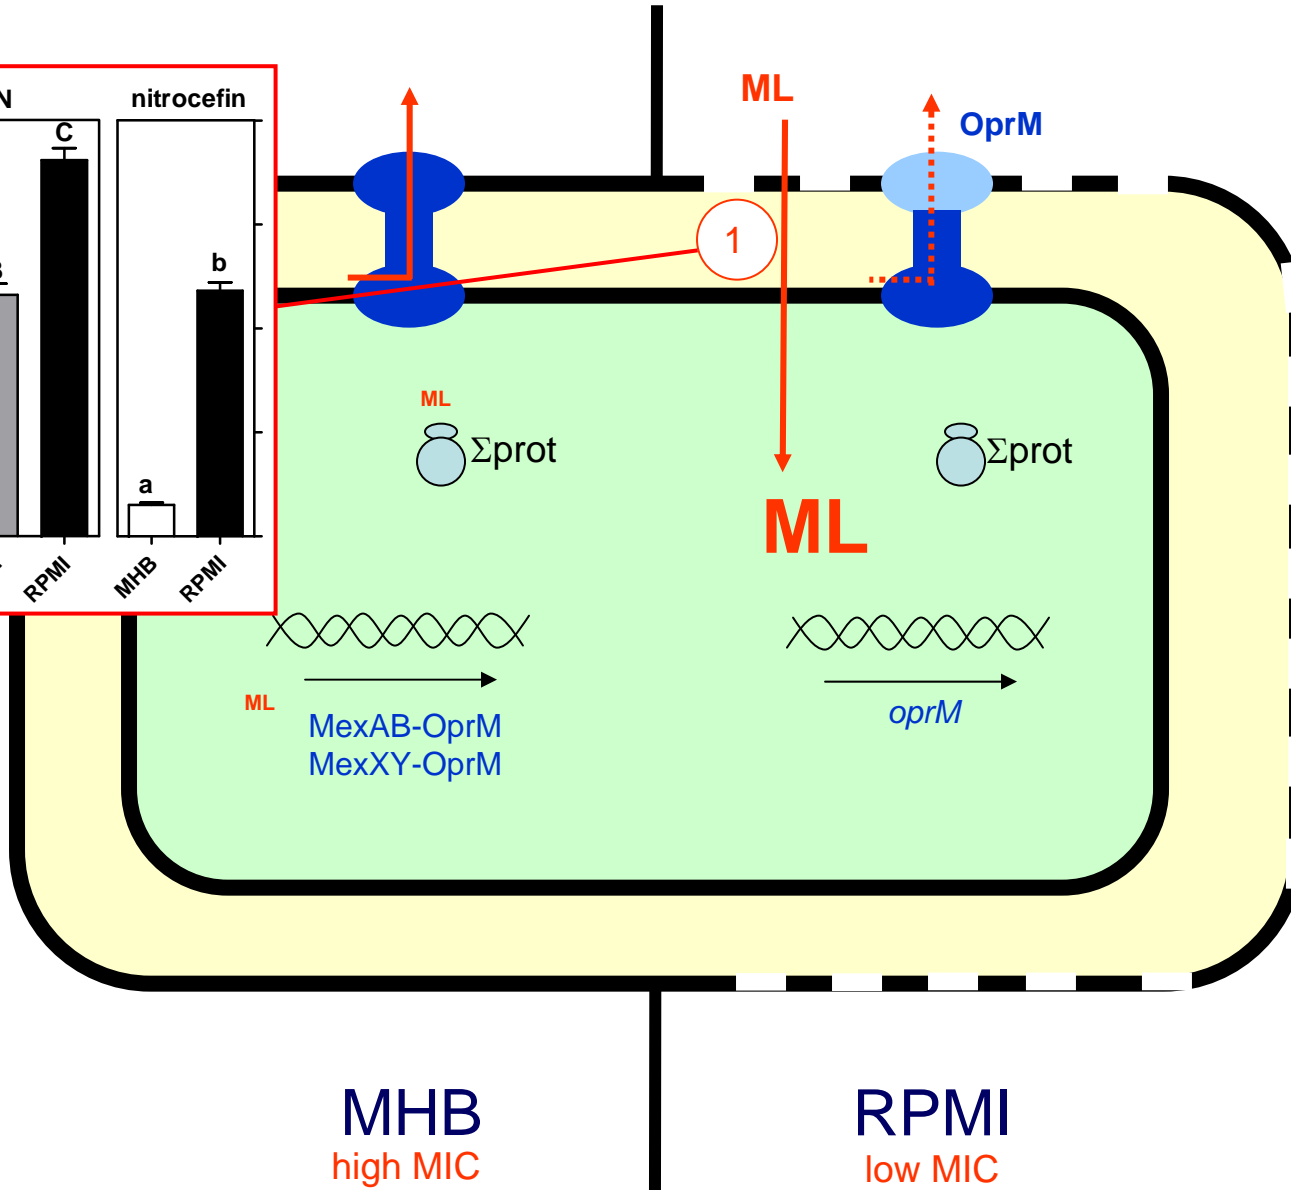 N
nitrocefin
C
B
b
a
RPMI
MHB
RPMI
ML
OprM
1
ML
Σprot
Σprot
ML
ML
MexAB-OprM
MexXY-OprM
oprM
MHB
high MIC
RPMI
low MIC